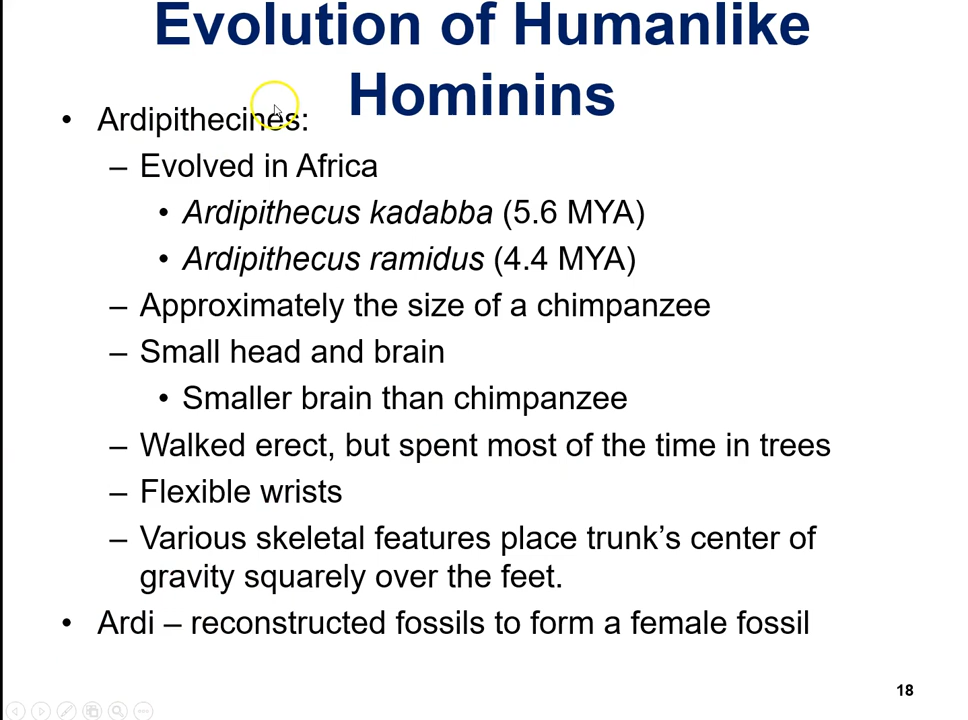 Evolution of Humanlike
Hominins
• Ardipithecines:
– Evolved in Africa
• Ardipithecus kadabba (5.6 MYA)
• Ardipithecus ramidus (4.4 MYA)
– Approximately the size of a chimpanzee
– Small head and brain
• Smaller brain than chimpanzee
– Walked erect, but spent most of the time in trees
– Flexible wrists
– Various skeletal features place trunk’s center of
gravity squarely over the feet.
• Ardi – reconstructed fossils to form a female fossil
18